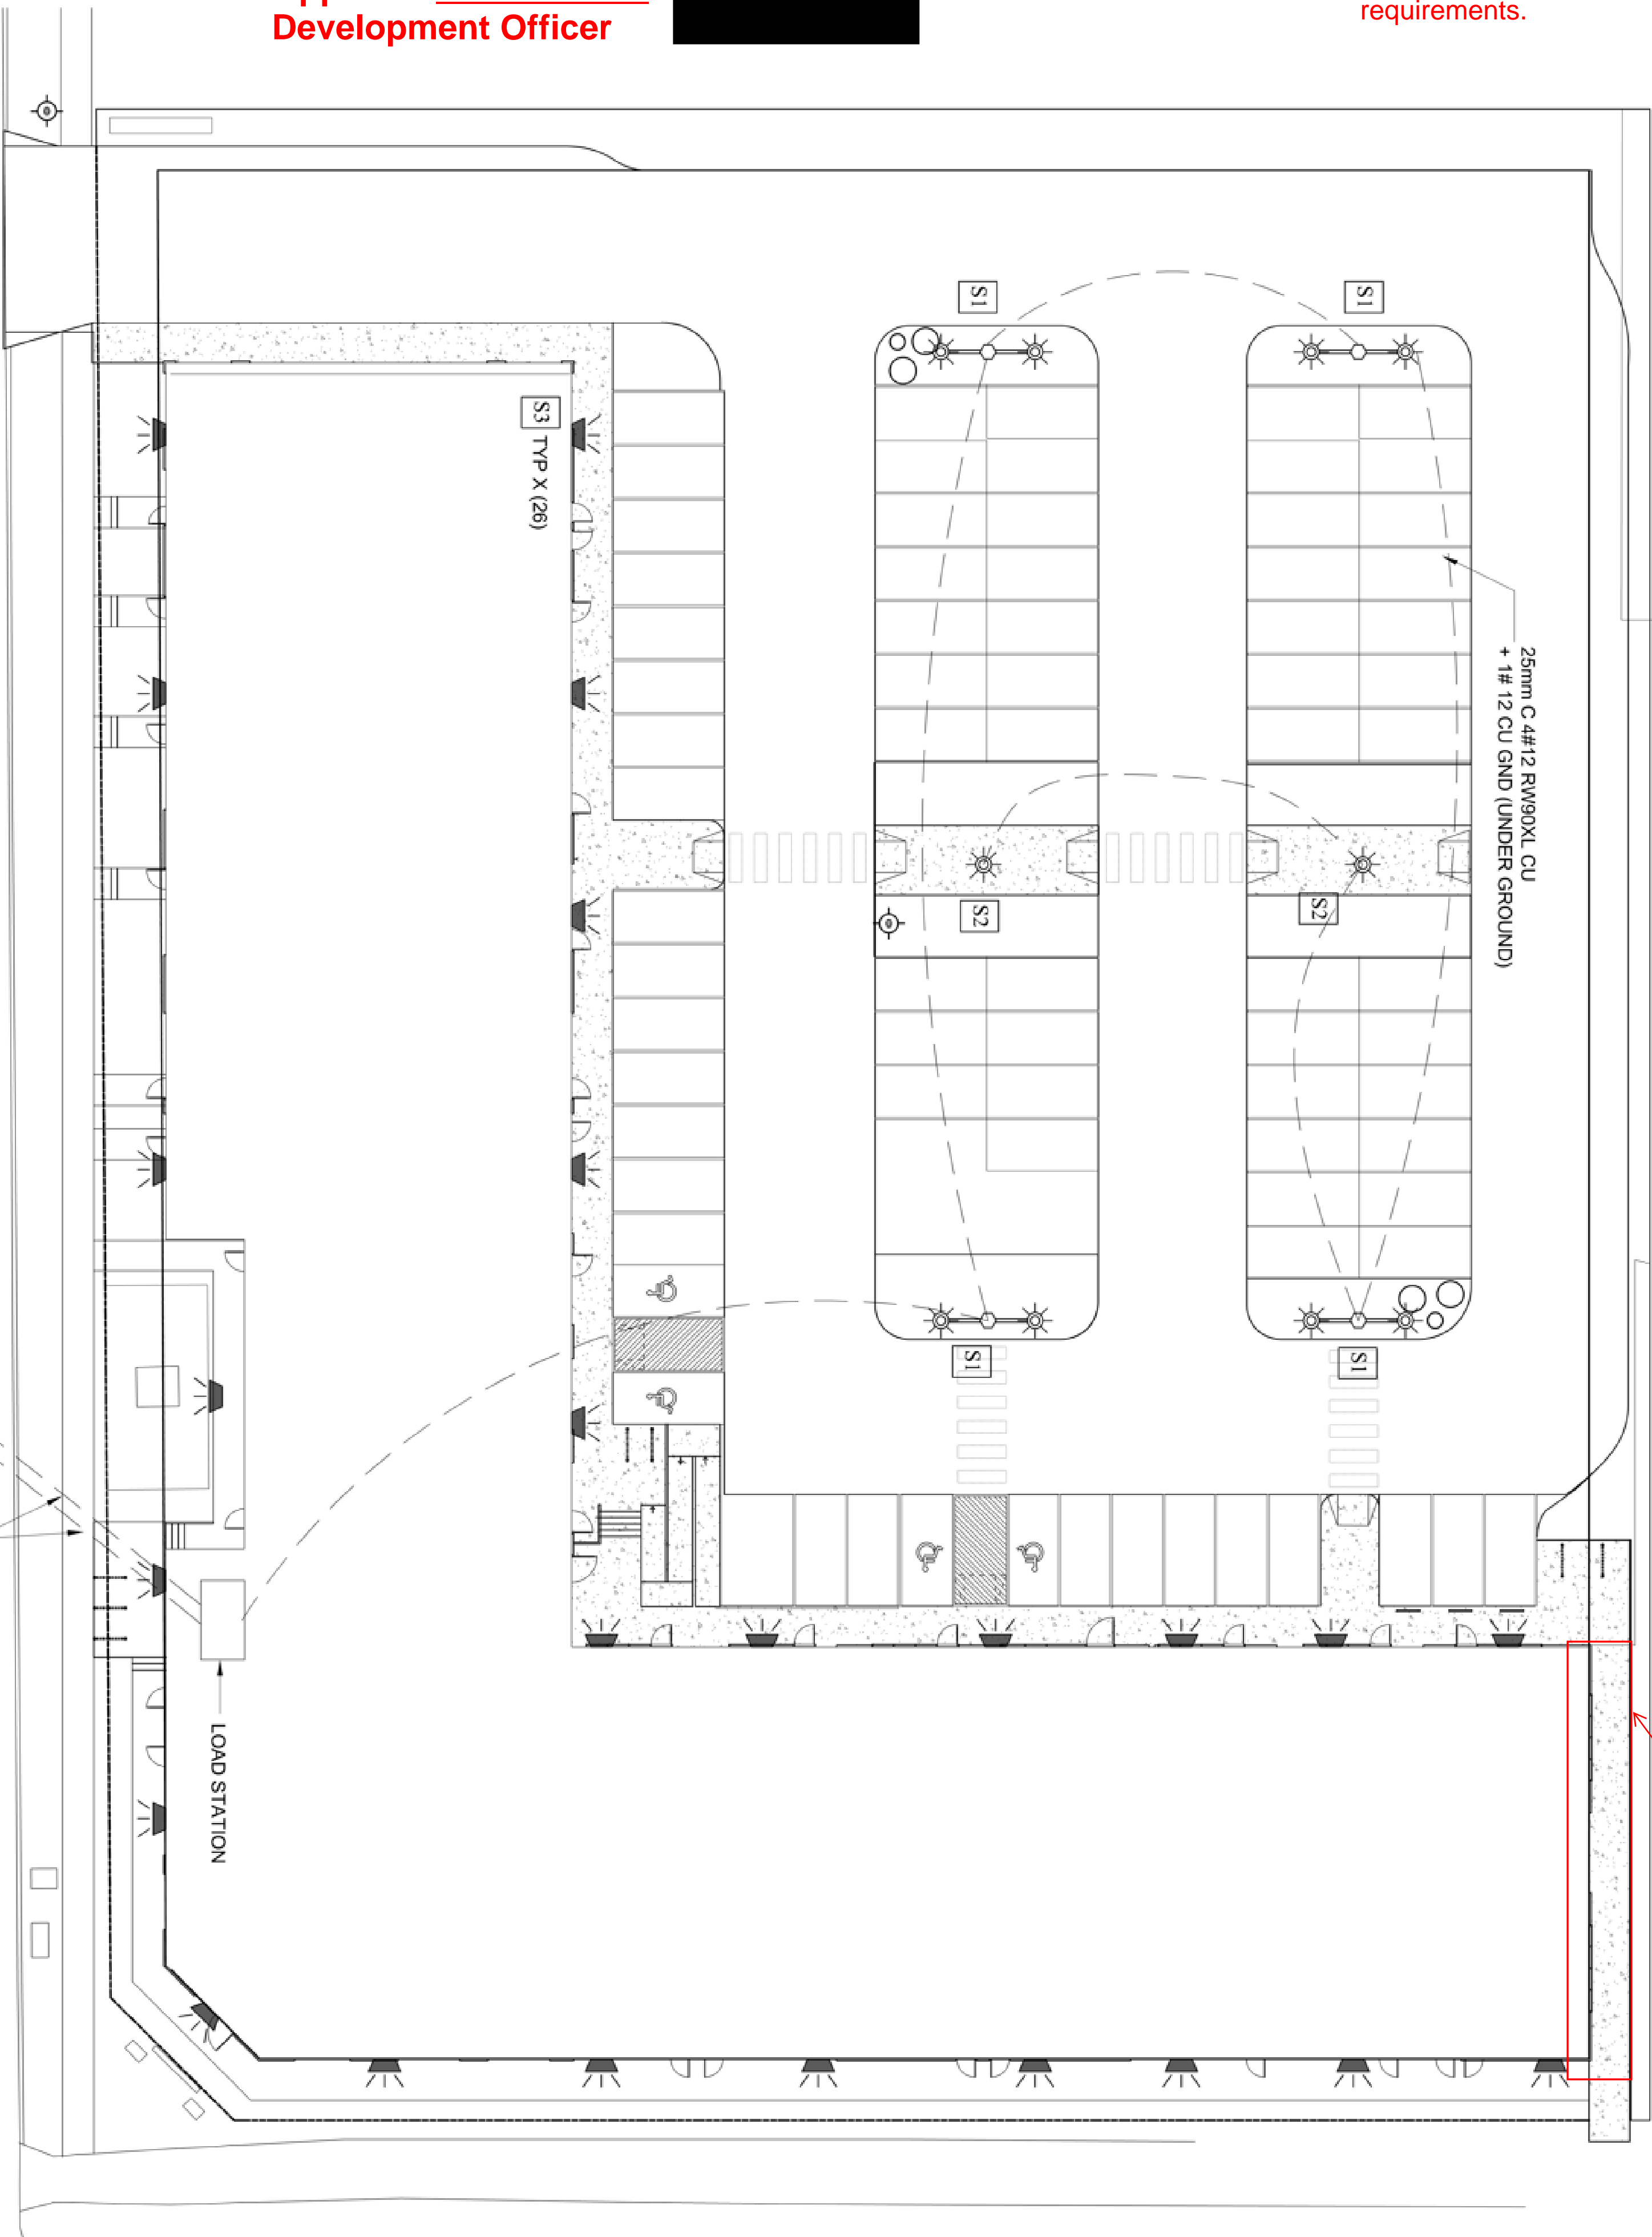 Development Officer
requirements.
S1
S1
S3 TYP X (26)
25mm C 4#12 RW90XL CU
+ 1# 12 CU GND (UNDER GROUND)
S2
S2
S1
S1
LOAD STATION